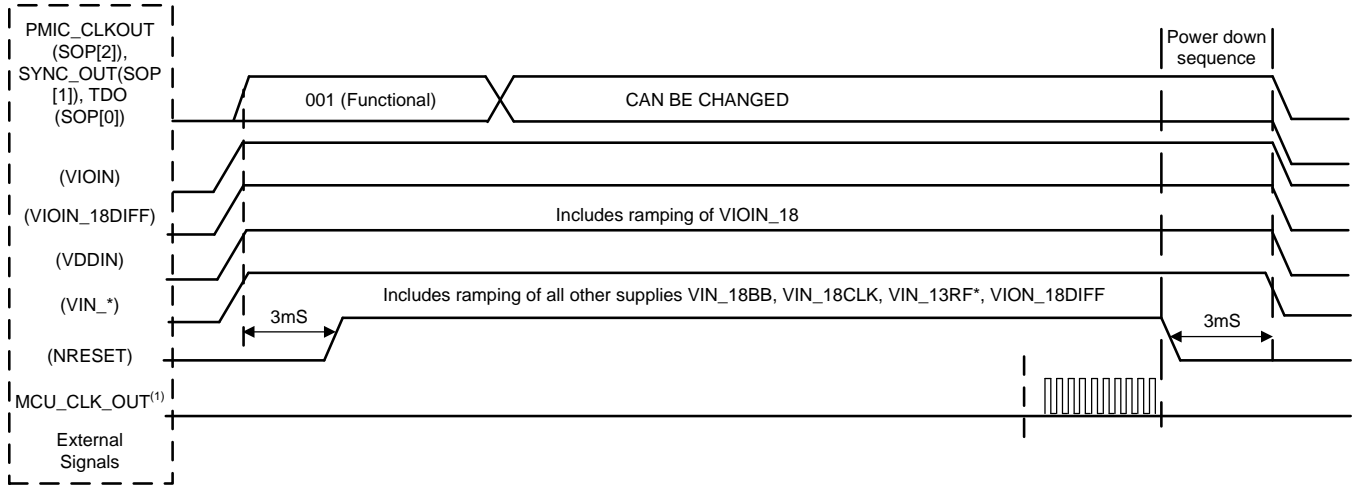 PMIC_CLKOUT
(SOP[2]),
SYNC_OUT(SOP
[1]), TDO
(SOP[0])
001 (Functional)
CAN BE CHANGED
Power down
sequence
(VIOIN)
(VIOIN_18DIFF)
Includes ramping of VIOIN_18
(VDDIN)
(VIN_*)
Includes ramping of all other supplies VIN_18BB, VIN_18CLK, VIN_13RF*, VION_18DIFF
3mS
3mS
(NRESET)
MCU_CLK_OUT(1)
External
Signals